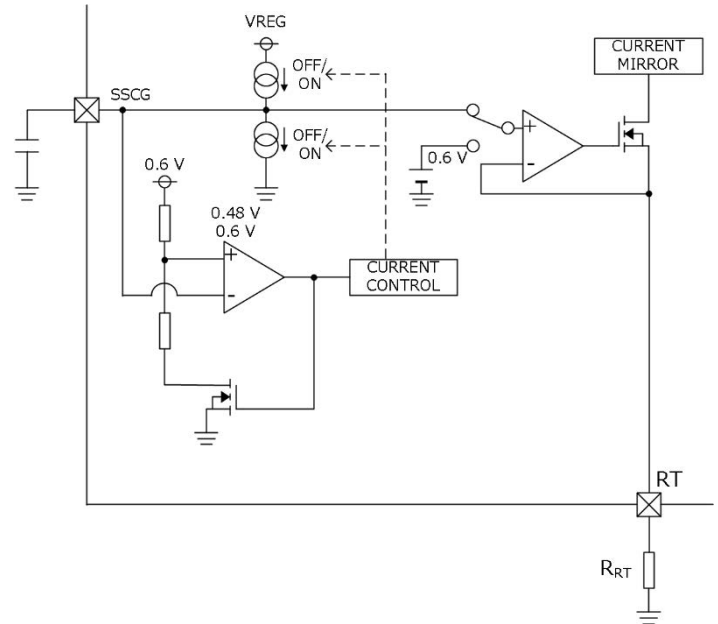 VREG
CURRENT
MIRROR
OFF/
ON
SSCG
+
-
OFF/
ON
0.6 V
0.6 V
0.48 V
0.6 V
+
-
CURRENT
CONTROL
RT
RRT